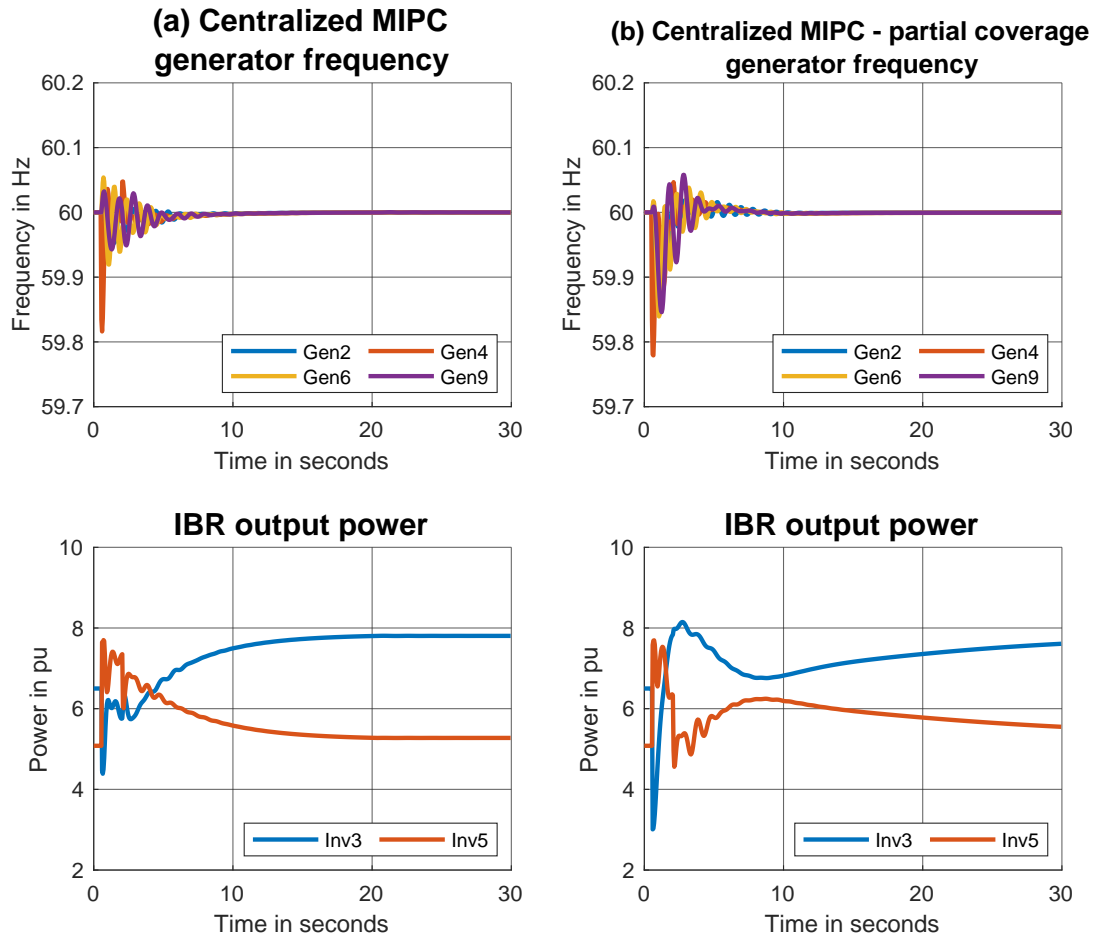 (a) Centralized MIPC
generator frequency
60.2
60.1
60
59.9
59.8
59.7
Frequency in Hz
Gen2 Gen4
Gen6 Gen9
0 10 20 30
Time in seconds
(b) Centralized MIPC - partial coverage
generator frequency
60.2
60.1
60
59.9
59.8
59.7
Frequency in Hz
Gen2 Gen4
Gen6 Gen9
0 10 20 30
Time in seconds
IBR output power
10
8
6
4
2
Power in pu
Inv3 Inv5
0 10 20 30
Time in seconds
IBR output power
10
8
6
4
2
Power in pu
Inv3 Inv5
0 10 20 30
Time in seconds